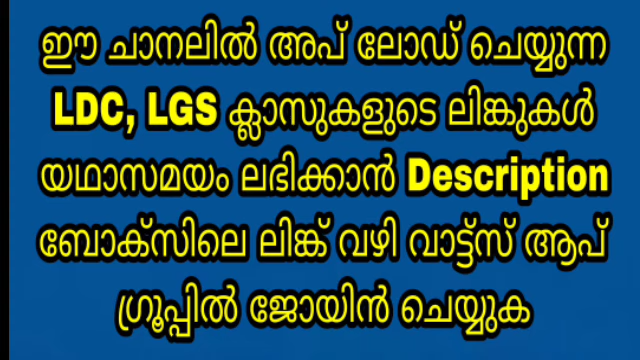 ഈ ചാനലിൽ അപ് ലോഡ് ചെയ്യുന്ന
LDC, LGS ക്ലാസുകളുടെ ലിങ്കുകൾ
യഥാസമയം ലഭിക്കാൻ Description
ബോക്സിലെ ലിങ്ക് വഴി വാട്ട്സ് ആപ്
ഗ്രൂപ്പിൽ ജോയിൻ ചെയ്യുക